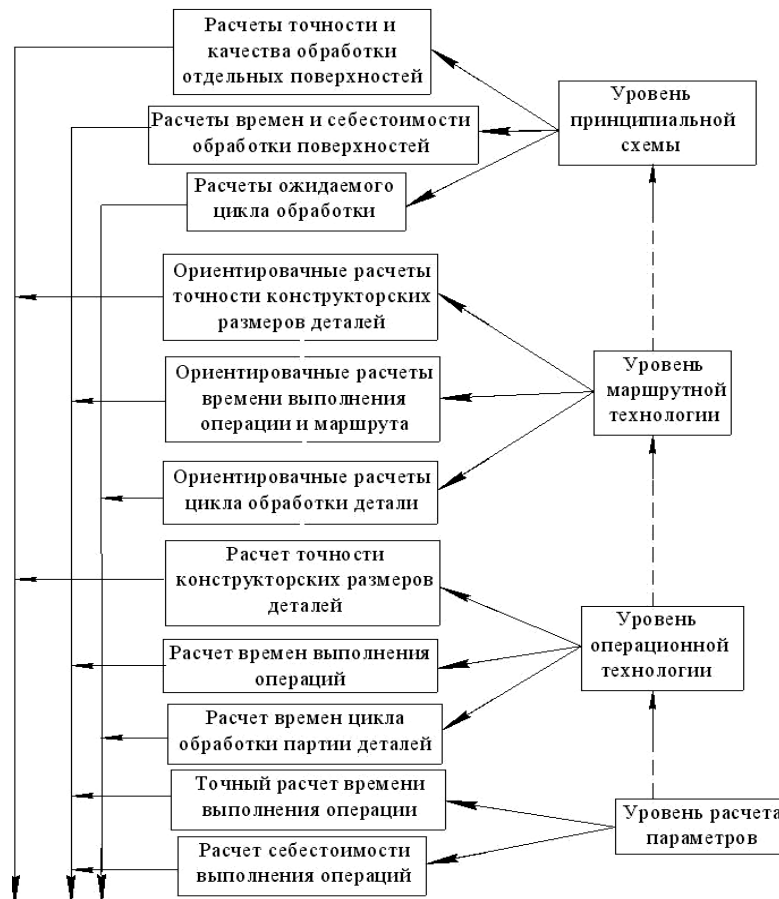 Расчеты точности и
качества обработки
отдельных поверхностей
Расчеты времен и себестоимости
обработки поверхностей
Расчеты ожидаемого
цикла обработки
Уровень
принципиальной
схемы
Ориентировачные расчеты
точности конструкторских
размеров деталей
Ориентировачные расчеты
времени выполнения
операции и маршрута
Ориентировачные расчеты
цикла обработки детали
Уровень
маршрутной
технологии
Расчет точности
конструкторских размеров
деталей
Расчет времен выполнения
операций
Расчет времен цикла
обработки партии деталей
Уровень
операционной
технологии
Точный расчет времени
выполнения операции
Расчет себестоимости
выполнения операций
Уровень расчета
параметров